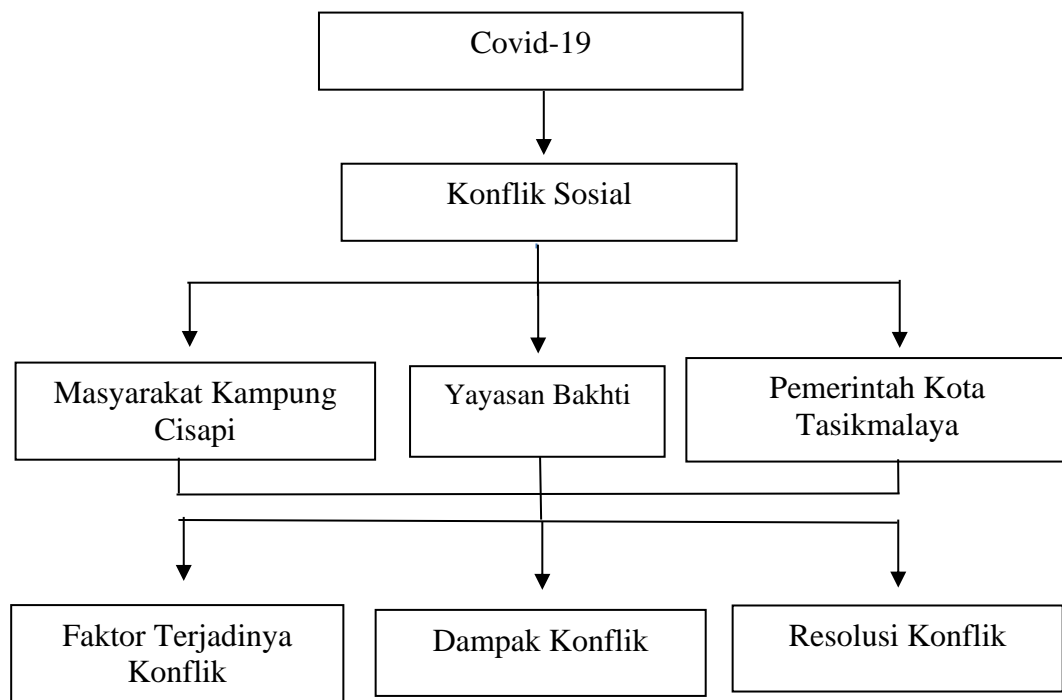 Covid-19
Konflik Sosial
Masyarakat Kampung
Cisapi
Yayasan Bakhti
Pemerintah Kota
Tasikmalaya
Faktor Terjadinya
Konflik
Dampak Konflik
Resolusi Konflik